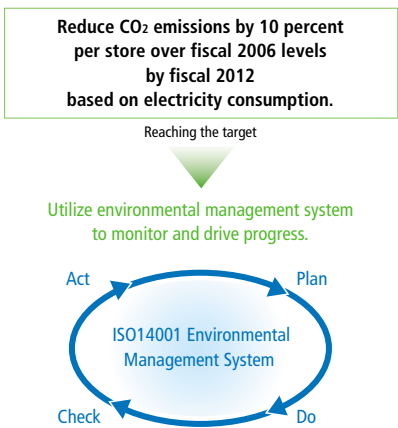 Reduce CO₂ emissions by 10 percent
per store over fiscal 2006 levels
by fiscal 2012
based on electricity consumption.
Reaching the target
Utilize environmental management system
to monitor and drive progress.
Act
Plan
ISO14001 Environmental
Management System
Check
Do